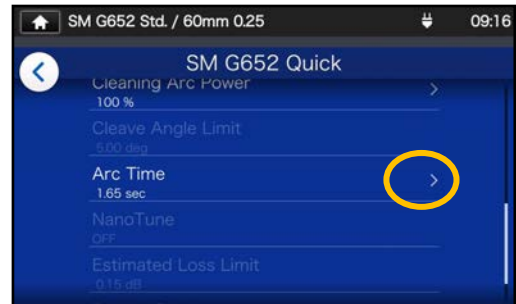 SM G652 Std. / 60mm 0.25 09:16
SM G652 Quick
Cleaning Arc Power
100 %
Cleave Angle Limit
5.00 deg
Arc Time
1.65 sec
NanoTune
OFF
Estimated Loss Limit
0.15 dB